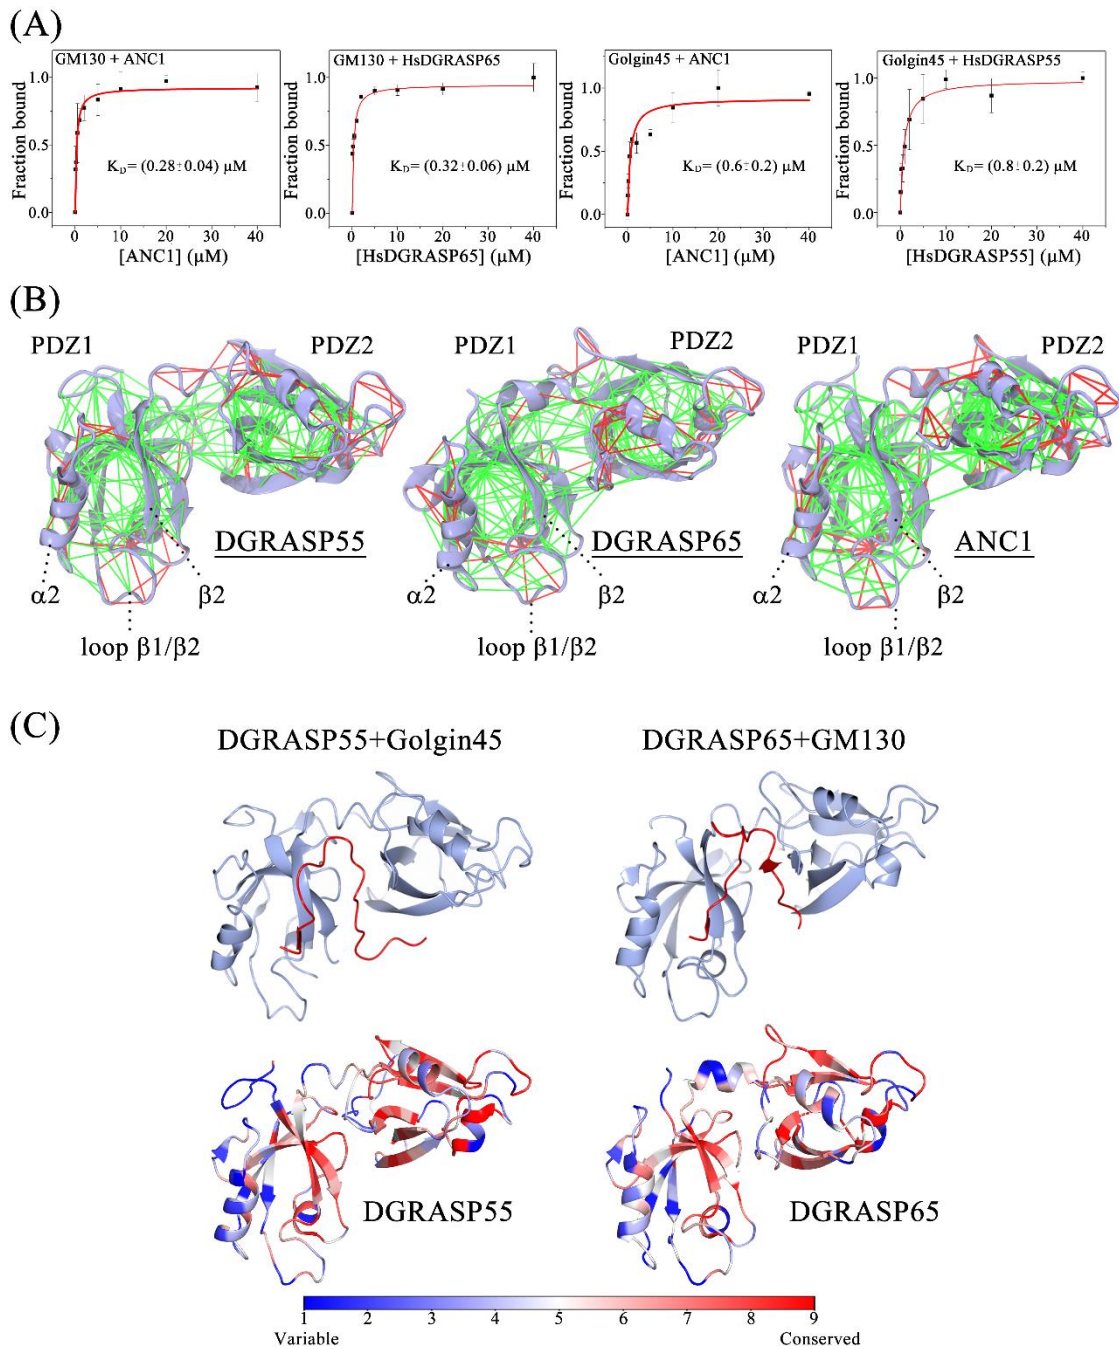 (A)
GM130 + ANC1
Fraction bound
1.0
0.5
0.0
K_D = (0.28±0.04) μM
0 10 20 30 40
[ANC1] (μM)
GM130 + HsDGRASP65
Fraction bound
1.0
0.5
0.0
K_D = (0.32±0.06) μM
0 10 20 30 40
[HsDGRASP65] (μM)
Golgin45 + ANC1
Fraction bound
1.0
0.5
0.0
K_D = (0.6±0.2) μM
0 10 20 30 40
[ANC1] (μM)
Golgin45 + HsDGRASP55
Fraction bound
1.0
0.5
0.0
K_D = (0.8±0.2) μM
0 10 20 30 40
[HsDGRASP55] (μM)
(B)
PDZ1 PDZ2
DGRASP55
α2 β2
loop β1/β2
PDZ1 PDZ2
DGRASP65
α2 β2
loop β1/β2
PDZ1 PDZ2
ANC1
α2 β2
loop β1/β2
(C)
DGRASP55+Golgin45
DGRASP65+GM130
DGRASP55
DGRASP65
1 2 3 4 5 6 7 8 9
Variable Conserved